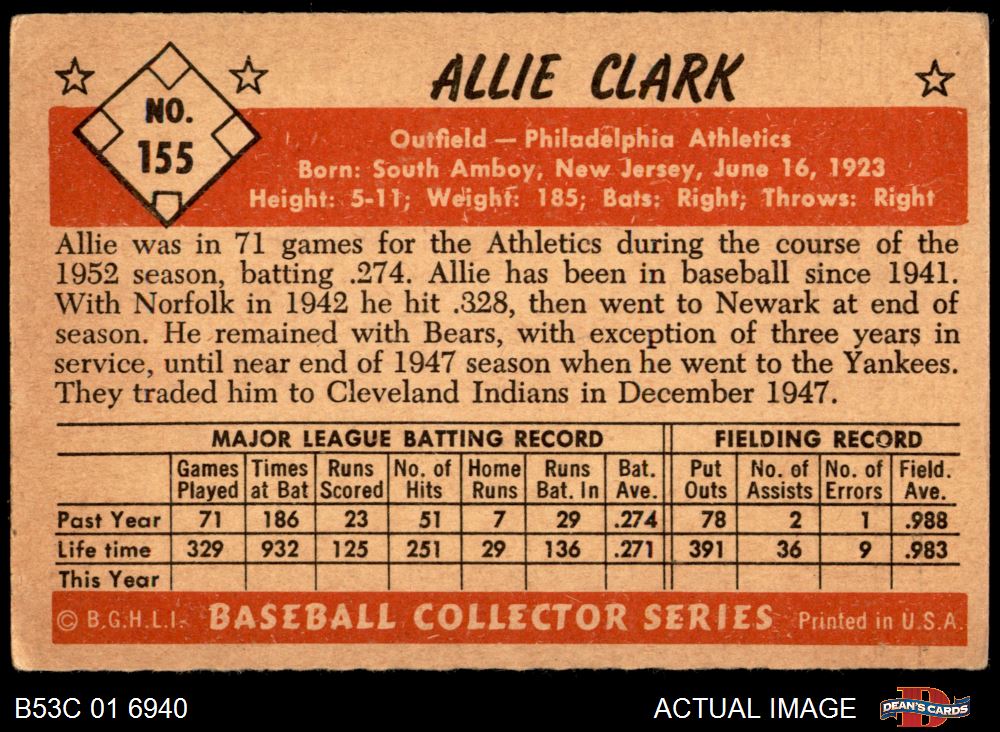 ALLIE CLARK
NO.
155
Outfield — Philadelphia Athletics
Born: South Amboy, New Jersey, June 16, 1923
Height: 5-11; Weight: 185; Bats: Right; Throws: Right
Allie was in 71 games for the Athletics during the course of the
1952 season, batting .274. Allie has been in baseball since 1941.
With Norfolk in 1942 he hit .328, then went to Newark at end of
season. He remained with Bears, with exception of three years in
service, until near end of 1947 season when he went to the Yankees.
They traded him to Cleveland Indians in December 1947.
MAJOR LEAGUE BATTING RECORD FIELDING RECORD
Games Times Runs No. of Home Runs Bat. Put No. of No. of Field.
Played at Bat Scored Hits Runs Bat. In Ave. Outs Assists Errors Ave.
Past Year 71 186 23 51 7 29 .274 78 2 1 .988
Life time 329 932 125 251 29 136 .271 391 36 9 .983
This Year
© B.G.H.L.I. BASEBALL COLLECTOR SERIES Printed in U.S.A.
B53C 01 6940 ACTUAL IMAGE DEAN'S CARDS